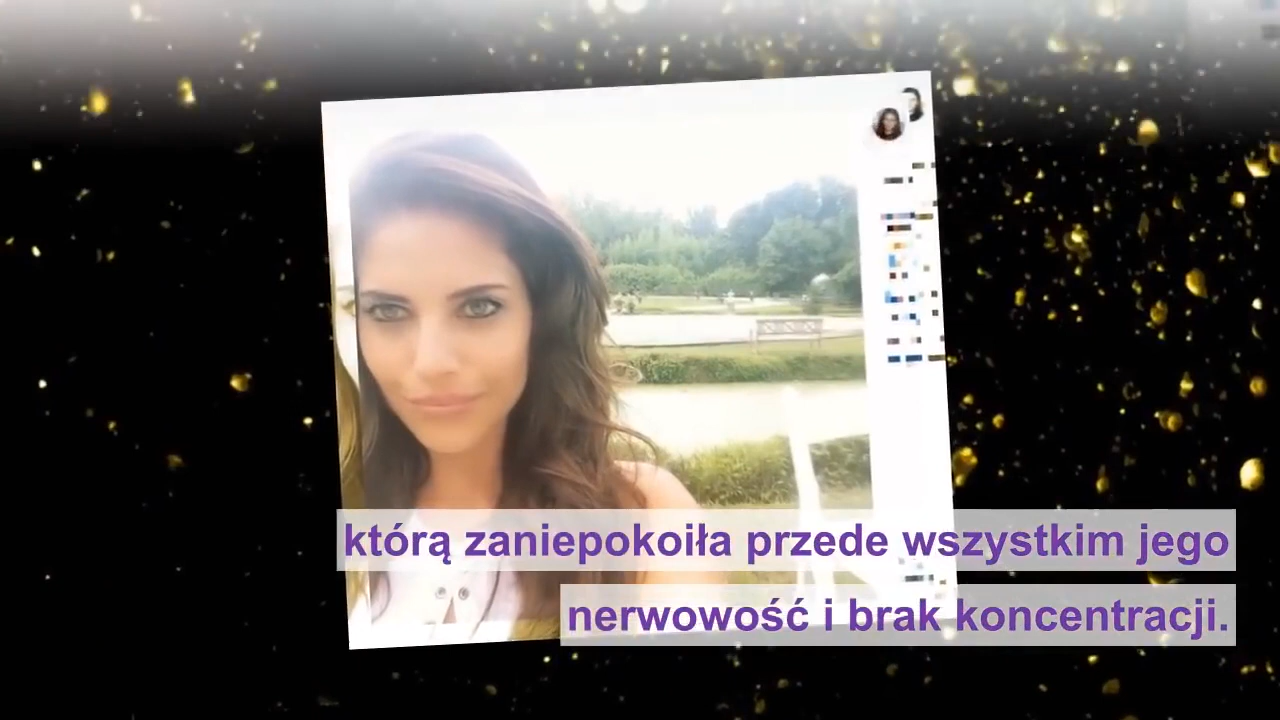 którą zaniepokoiła przede wszystkim jego
nerwowość i brak koncentracji.